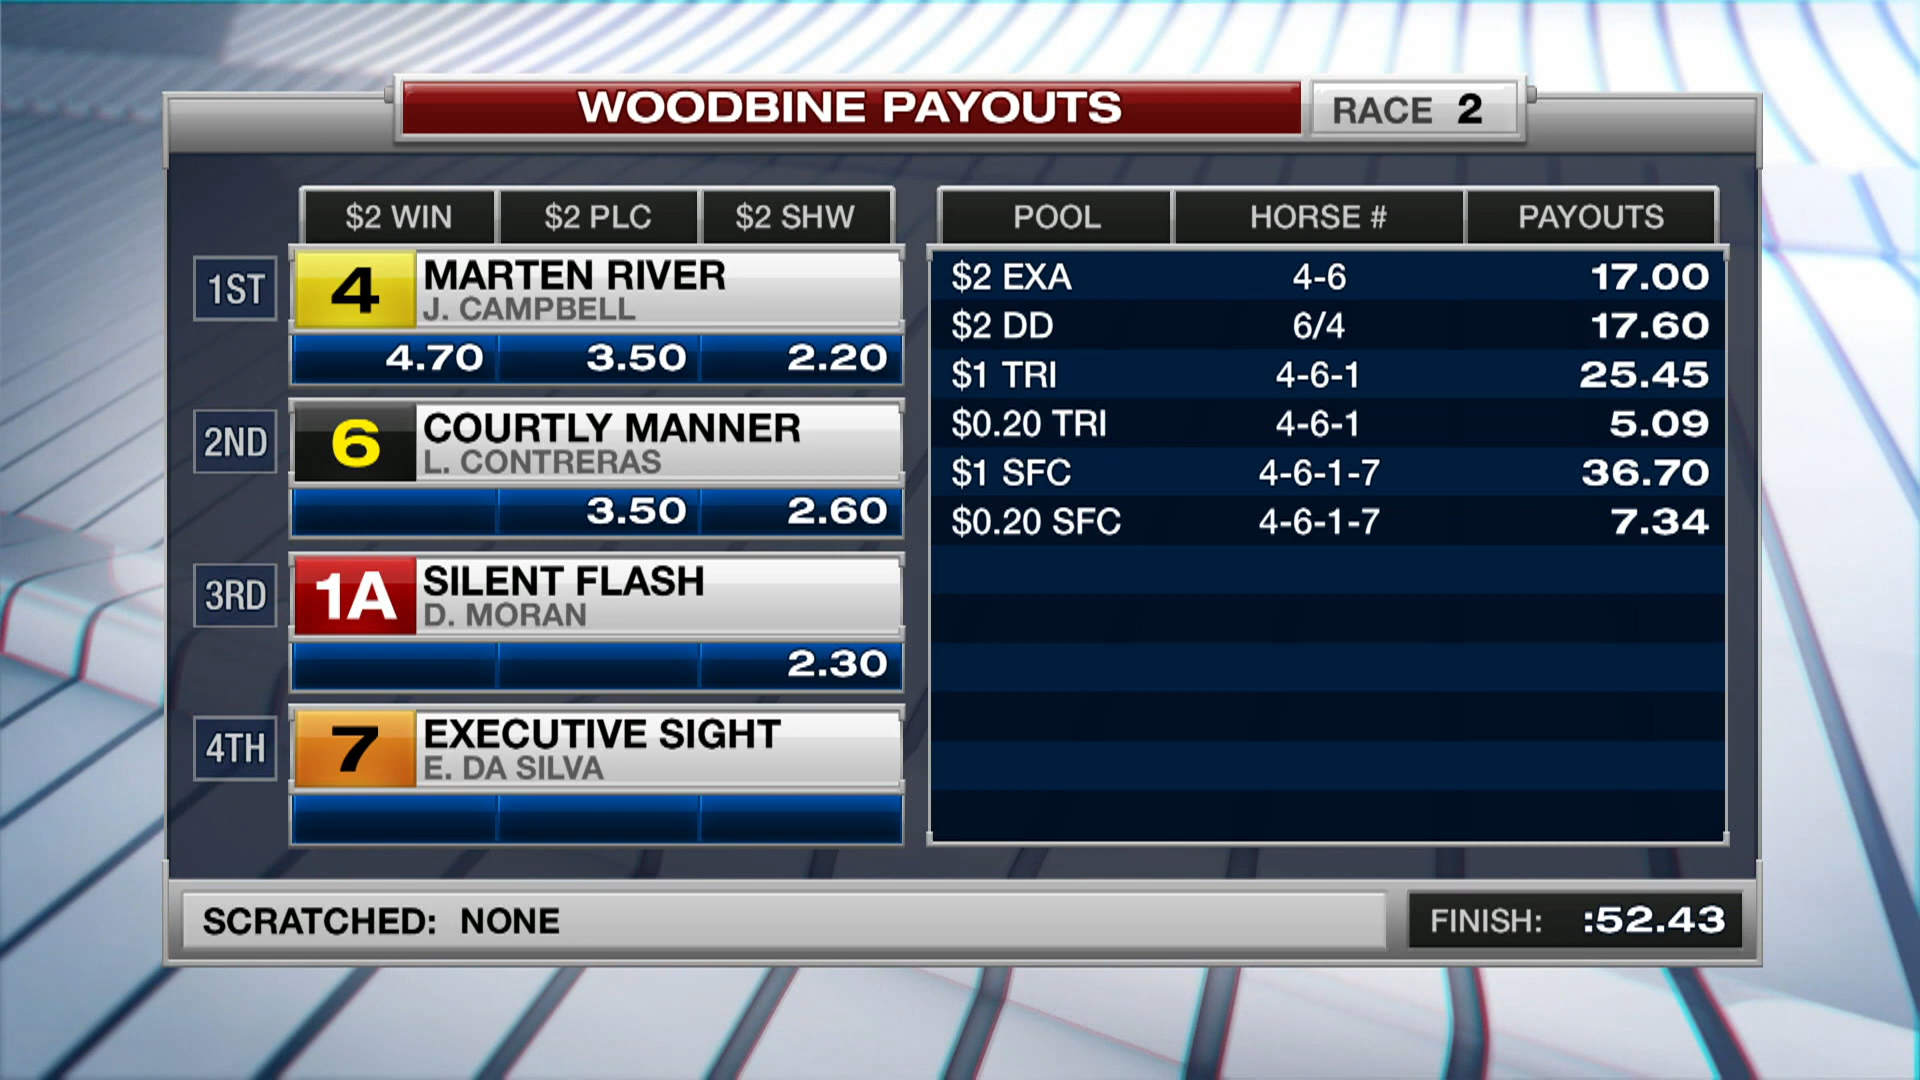 WOODBINE PAYOUTS RACE 2
$2 WIN $2 PLC $2 SHW
1ST 4 MARTEN RIVER
J. CAMPBELL
4.70 3.50 2.20
2ND 6 COURTLY MANNER
L. CONTRERAS
3.50 2.60
3RD 1A SILENT FLASH
D. MORAN
2.30
4TH 7 EXECUTIVE SIGHT
E. DA SILVA
POOL HORSE # PAYOUTS
$2 EXA 4-6 17.00
$2 DD 6/4 17.60
$1 TRI 4-6-1 25.45
$0.20 TRI 4-6-1 5.09
$1 SFC 4-6-1-7 36.70
$0.20 SFC 4-6-1-7 7.34
SCRATCHED: NONE
FINISH: :52.43